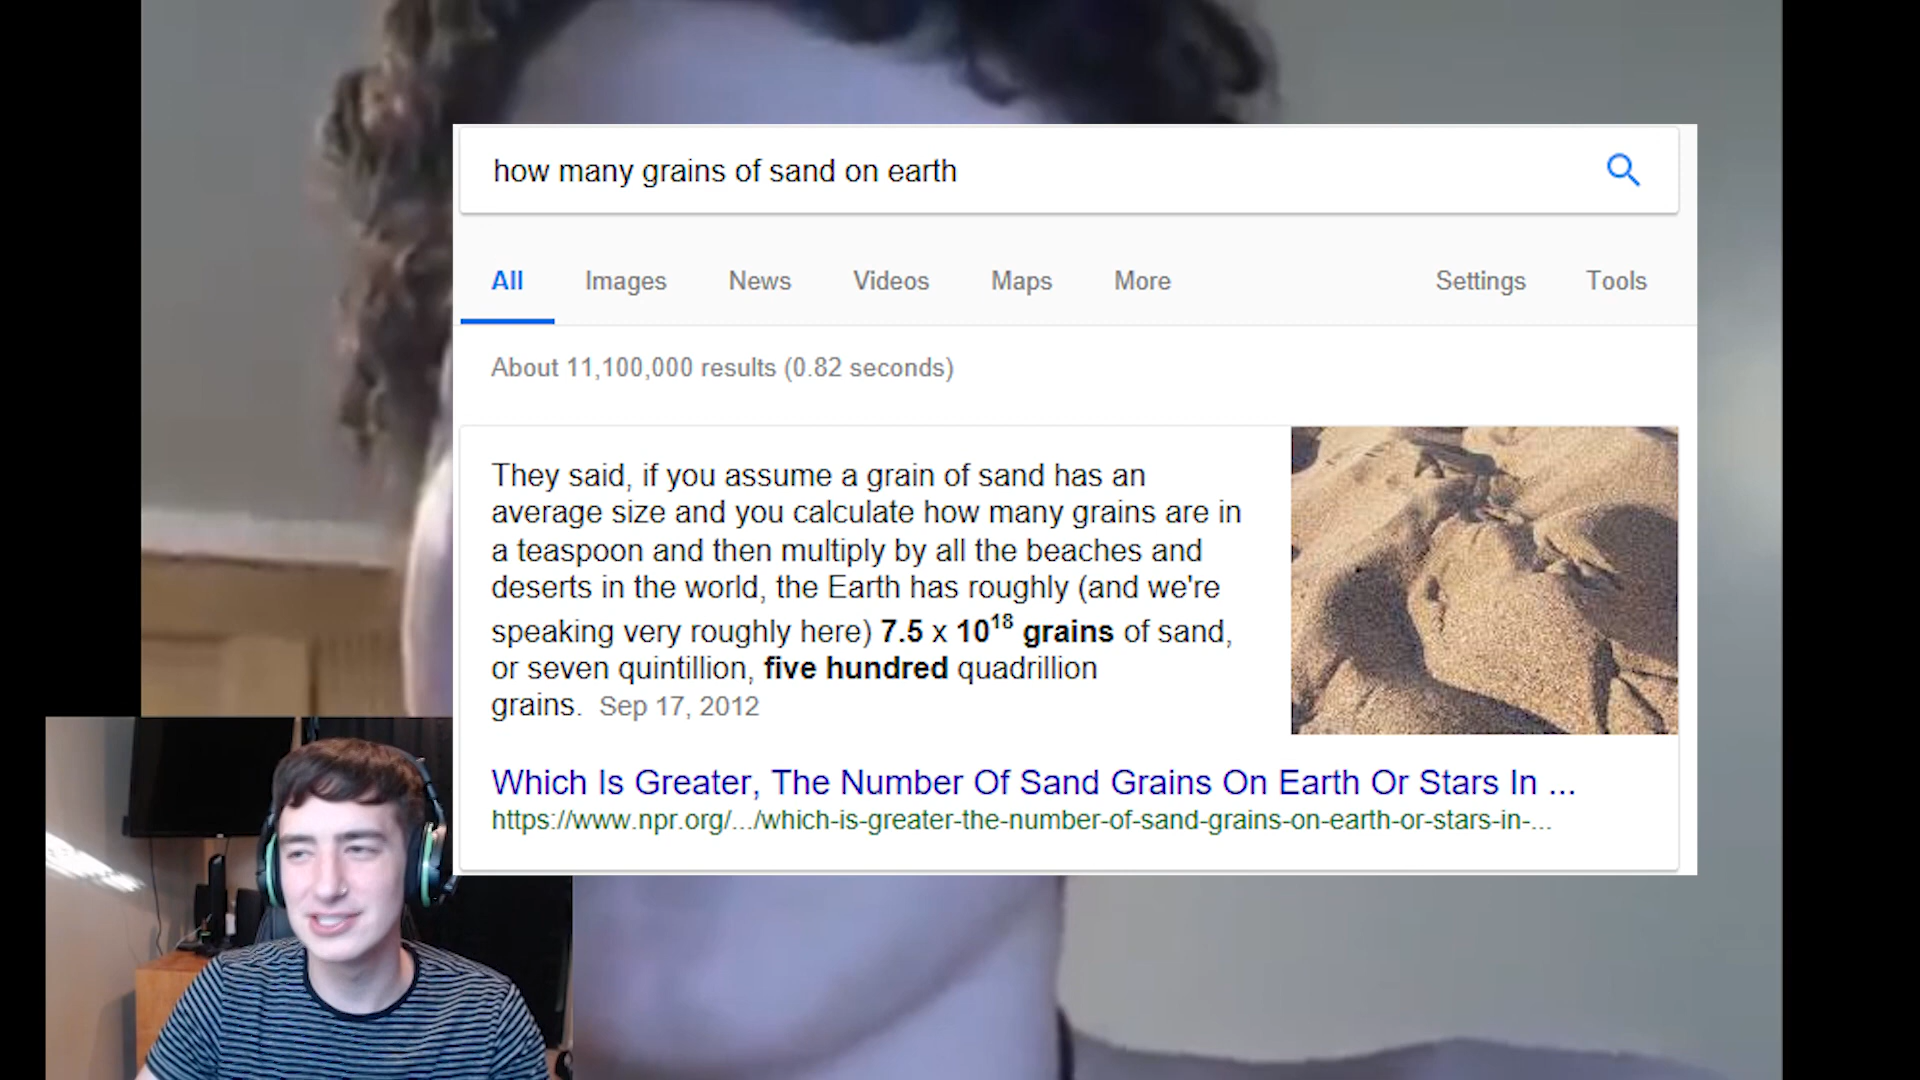 how many grains of sand on earth
All Images News Videos Maps More Settings Tools
About 11,100,000 results (0.82 seconds)
They said, if you assume a grain of sand has an
average size and you calculate how many grains are in
a teaspoon and then multiply by all the beaches and
deserts in the world, the Earth has roughly (and we're
speaking very roughly here) 7.5 x 10¹⁸ grains of sand,
or seven quintillion, five hundred quadrillion
grains. Sep 17, 2012
Which Is Greater, The Number Of Sand Grains On Earth Or Stars In ...
https://www.npr.org/.../which-is-greater-the-number-of-sand-grains-on-earth-or-stars-in-...